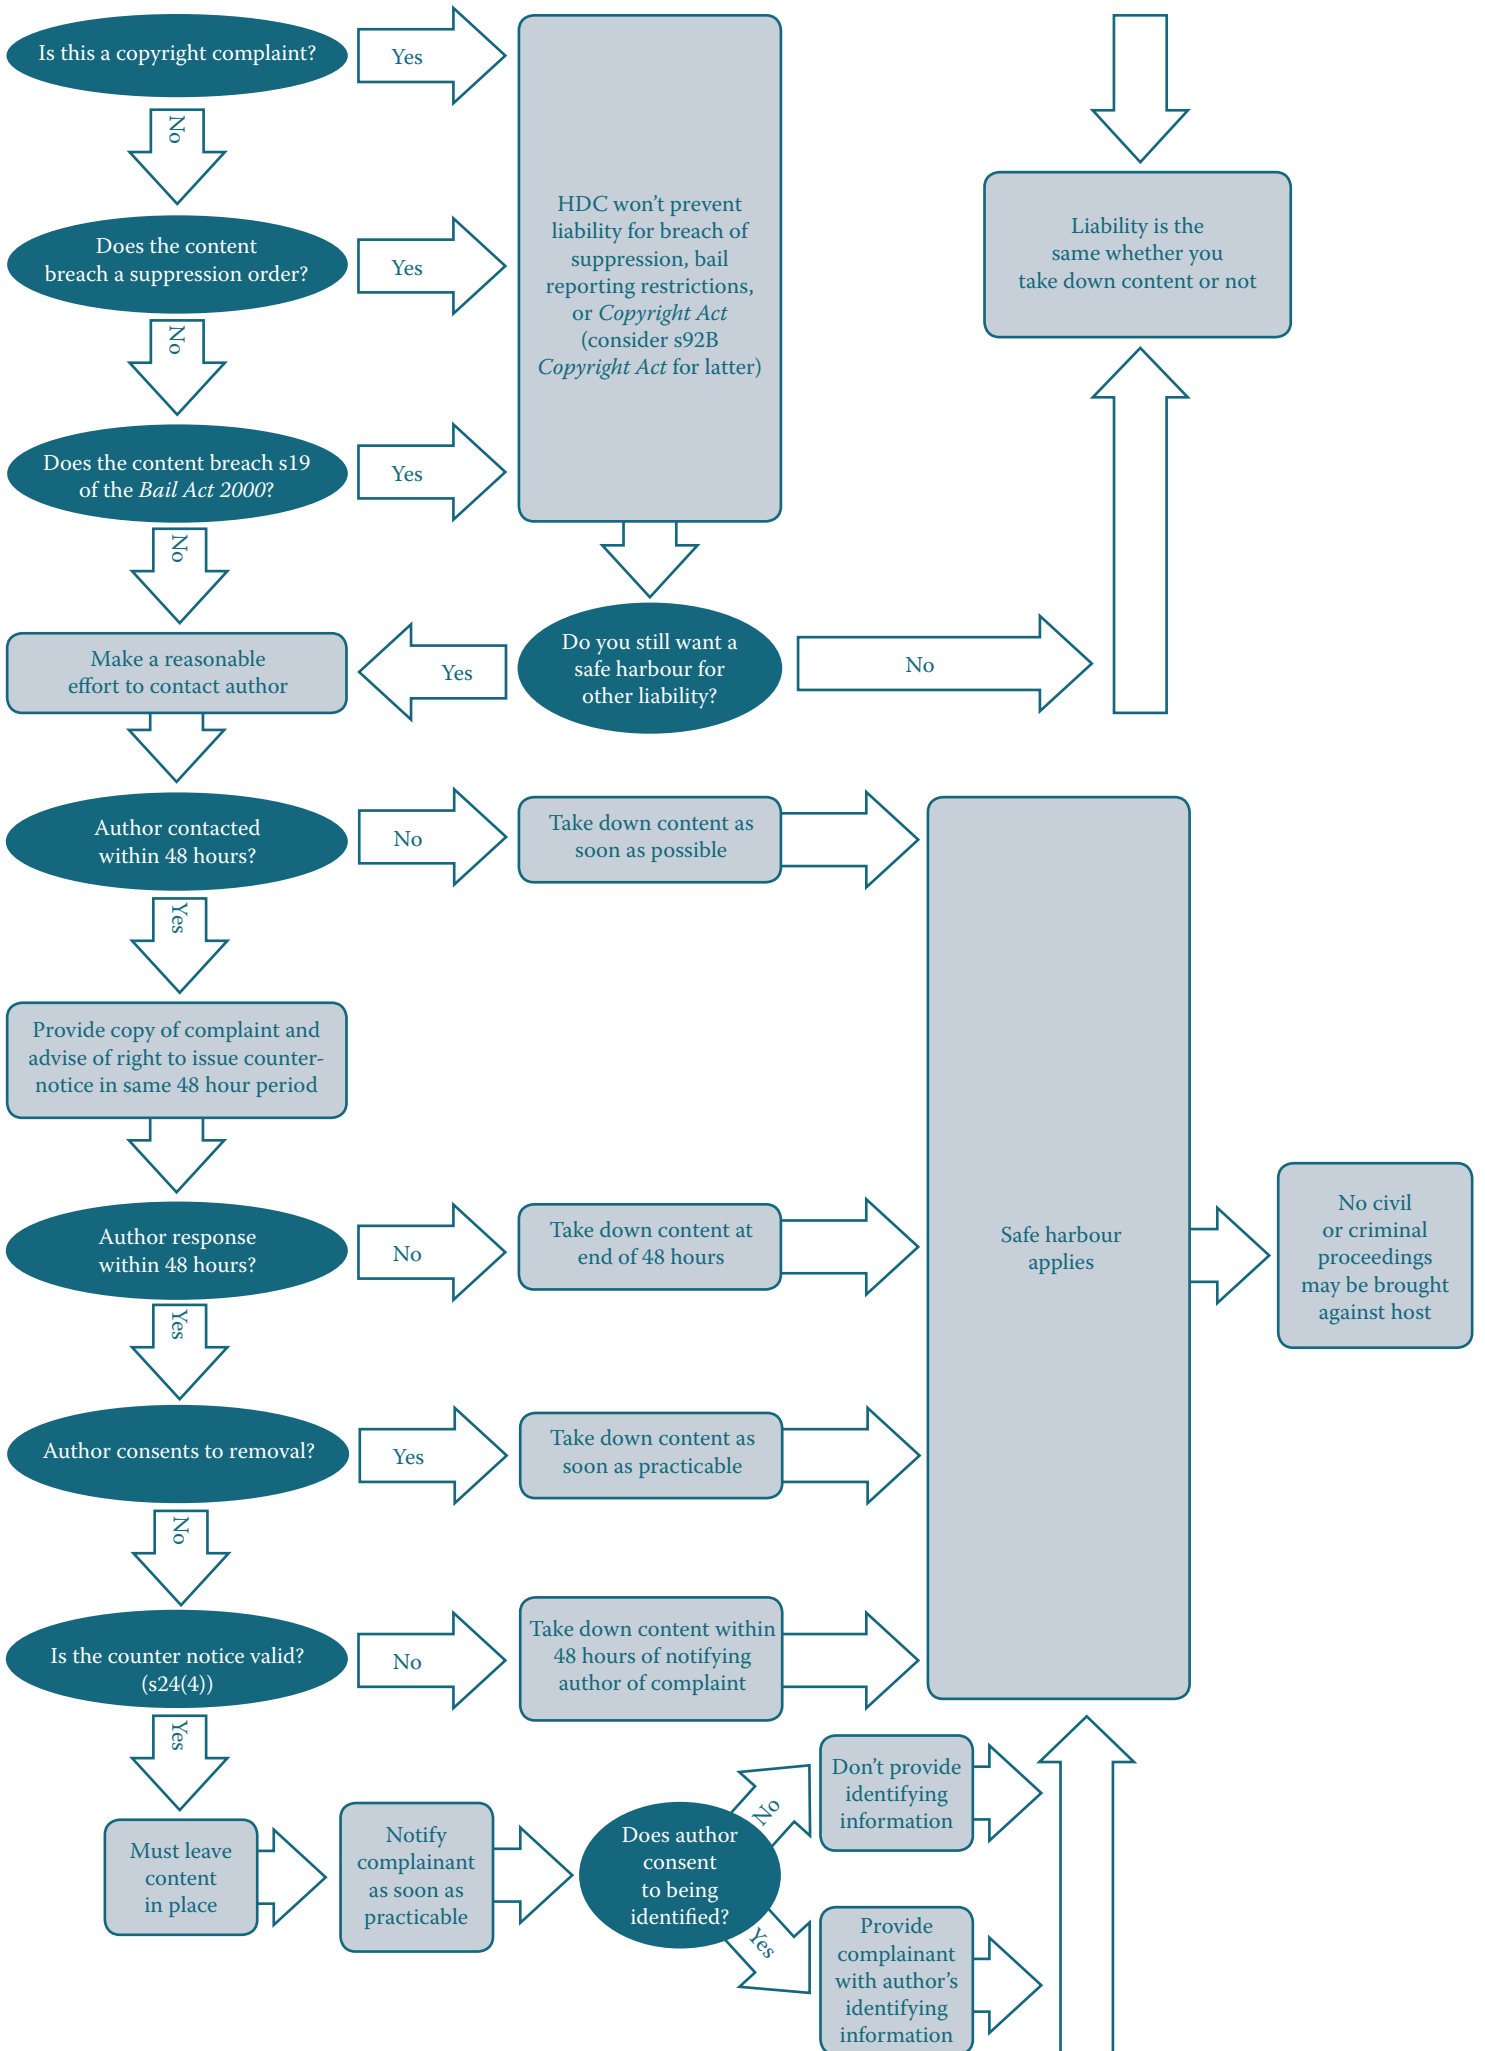 Is this a copyright complaint?
Yes
No
Does the content
breach a suppression order?
Yes
No
Does the content breach s19
of the Bail Act 2000?
Yes
No
HDC won't prevent
liability for breach of
suppression, bail
reporting restrictions,
or Copyright Act
(consider s92B
Copyright Act for latter)
Liability is the
same whether you
take down content or not
Make a reasonable
effort to contact author
Yes
Do you still want a
safe harbour for
other liability?
No
Author contacted
within 48 hours?
No
Take down content as
soon as possible
Yes
Provide copy of complaint and
advise of right to issue counter-
notice in same 48 hour period
Author response
within 48 hours?
No
Take down content at
end of 48 hours
Safe harbour
applies
No civil
or criminal
proceedings
may be brought
against host
Yes
Author consents to removal?
Yes
Take down content as
soon as practicable
No
Is the counter notice valid?
(s24(4))
No
Take down content within
48 hours of notifying
author of complaint
Yes
Must leave
content
in place
Notify
complainant
as soon as
practicable
Does author
consent
to being
identified?
No
Don't provide
identifying
information
Yes
Provide
complainant
with author's
identifying
information